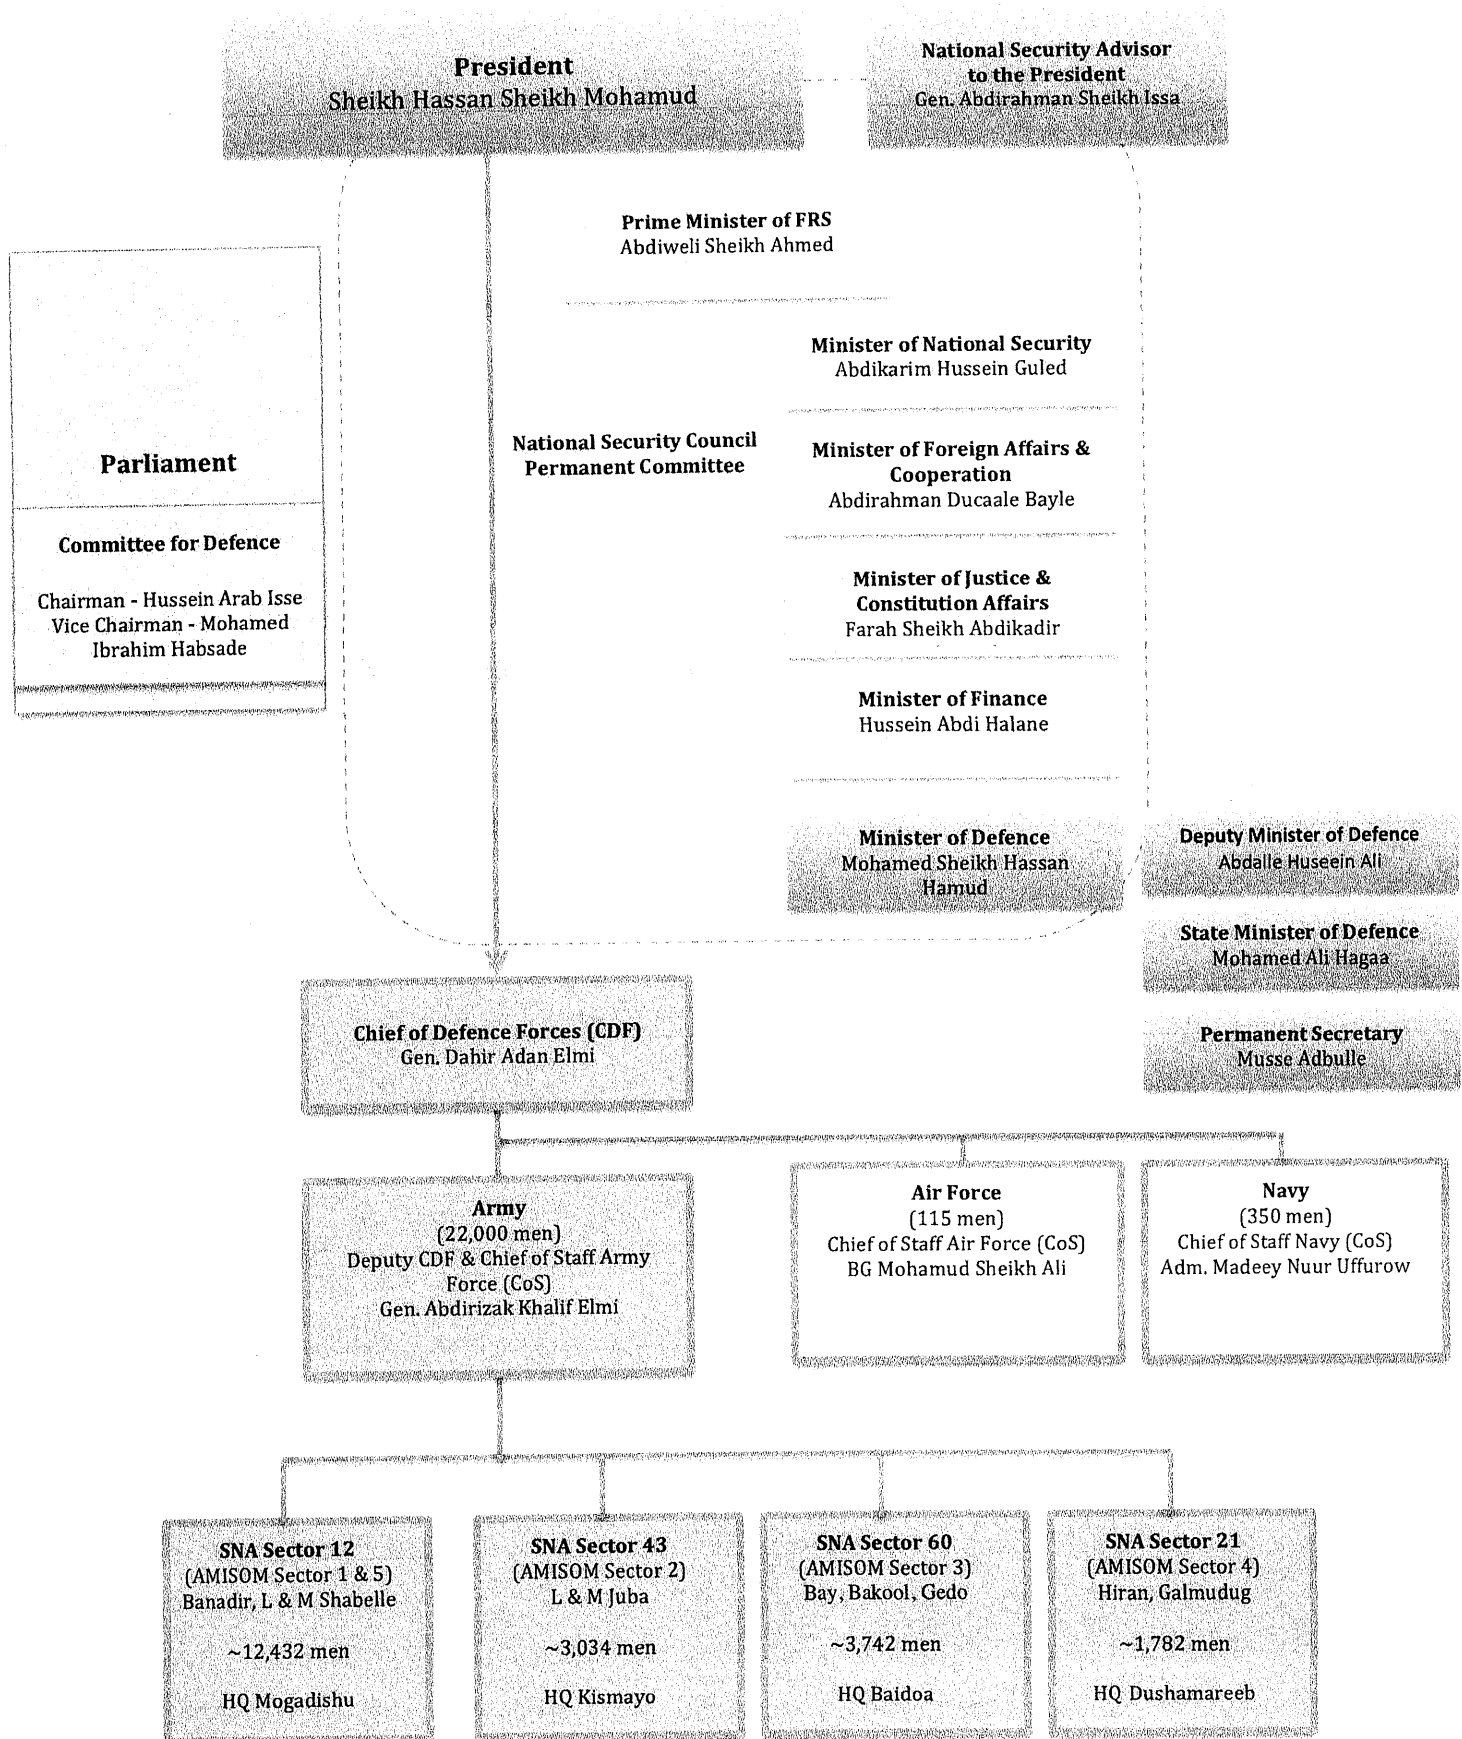 President
Sheikh Hassan Sheikh Mohamud
National Security Advisor
to the President
Gen. Abdirahman Sheikh Issa
Prime Minister of FRS
Abdiweli Sheikh Ahmed
Minister of National Security
Abdikarim Hussein Guled
National Security Council
Permanent Committee
Minister of Foreign Affairs &
Cooperation
Abdirahman Ducaale Bayle
Parliament
Committee for Defence
Chairman - Hussein Arab Isse
Vice Chairman - Mohamed
Ibrahim Habsade
Minister of Justice &
Constitution Affairs
Farah Sheikh Abdikadir
Minister of Finance
Hussein Abdi Halane
Minister of Defence
Mohamed Sheikh Hassan
Hamud
Deputy Minister of Defence
Abdalle Huseein Ali
State Minister of Defence
Mohamed Ali Hagaa
Permanent Secretary
Musse Adbulle
Chief of Defence Forces (CDF)
Gen. Dahir Adan Elmi
Army
(22,000 men)
Deputy CDF & Chief of Staff Army
Force (CoS)
Gen. Abdirizak Khalif Elmi
Air Force
(115 men)
Chief of Staff Air Force (CoS)
BG Mohamud Sheikh Ali
Navy
(350 men)
Chief of Staff Navy (CoS)
Adm. Madeey Nuur Uffurow
SNA Sector 12
(AMISOM Sector 1 & 5)
Banadir, L & M Shabelle
~12,432 men
HQ Mogadishu
SNA Sector 43
(AMISOM Sector 2)
L & M Juba
~3,034 men
HQ Kismayo
SNA Sector 60
(AMISOM Sector 3)
Bay, Bakool, Gedo
~3,742 men
HQ Baidoa
SNA Sector 21
(AMISOM Sector 4)
Hiran, Galmudug
~1,782 men
HQ Dushamareeb